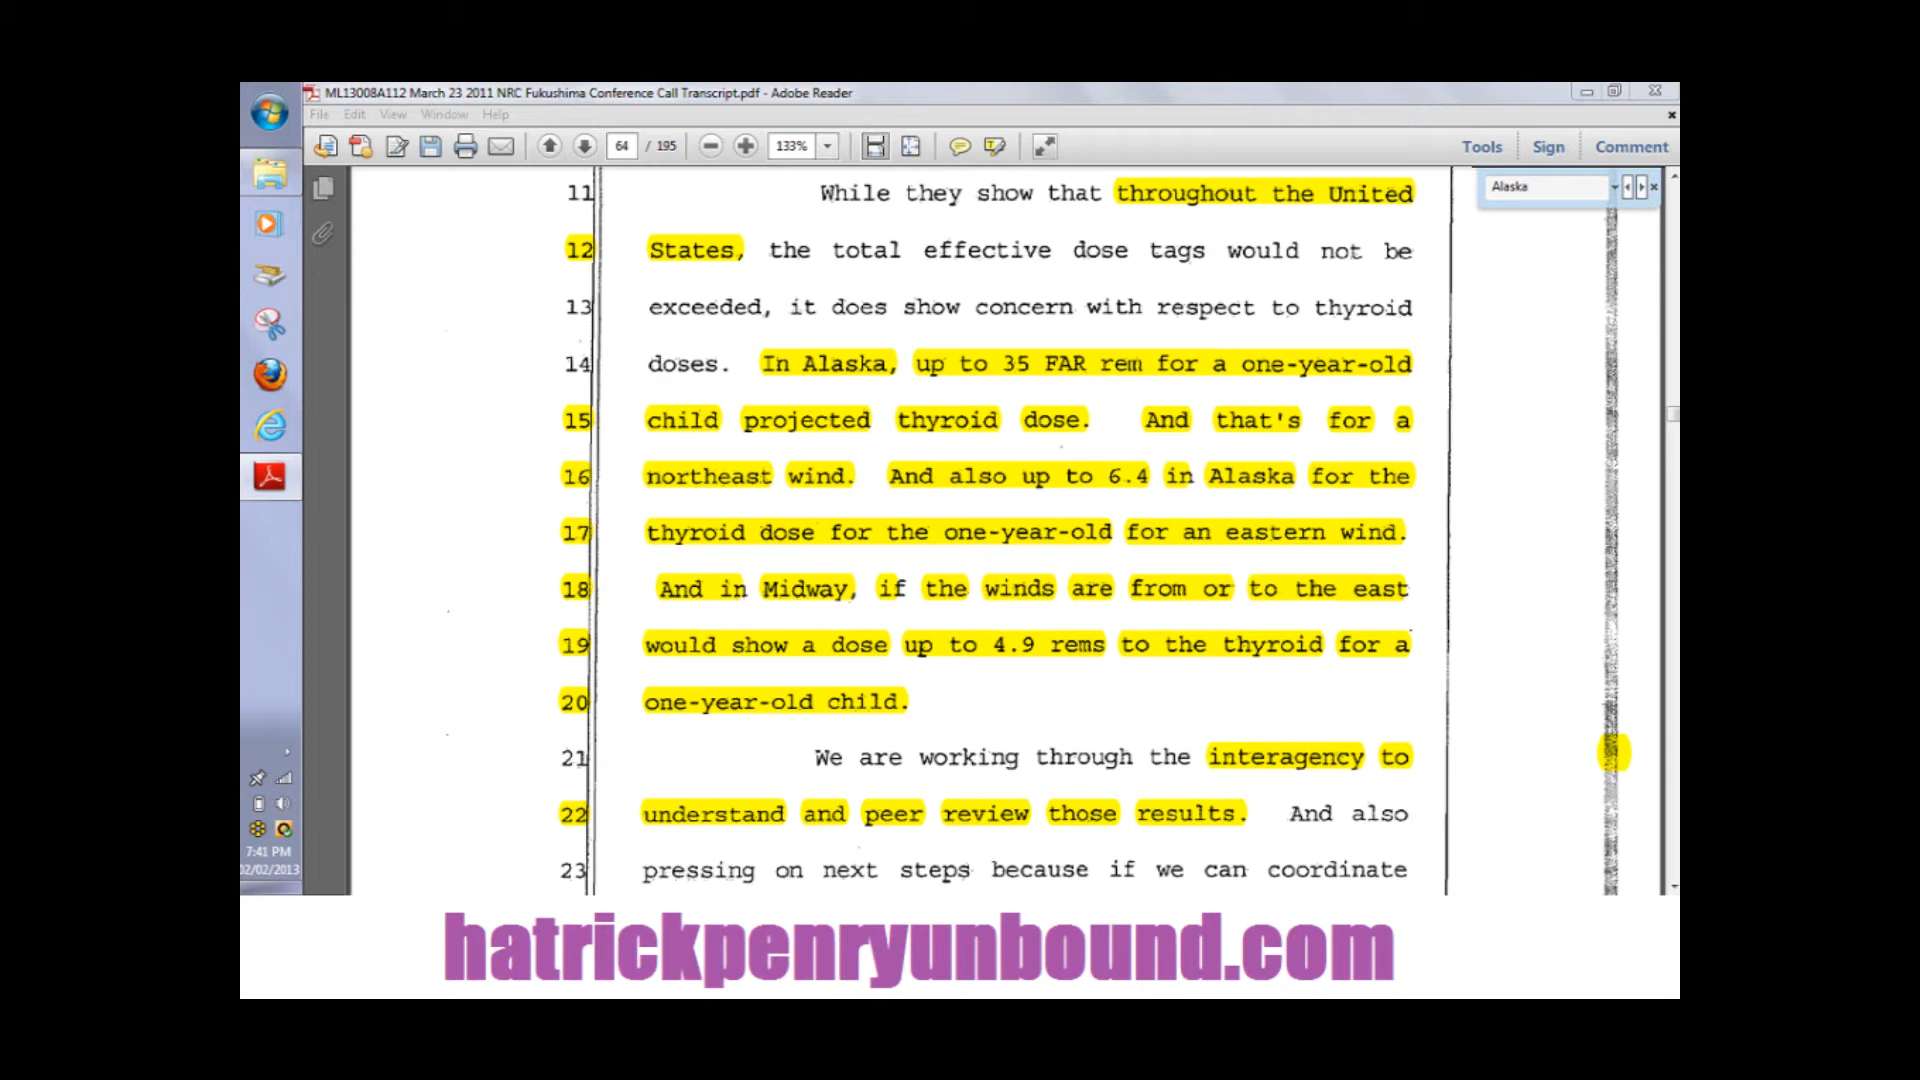 ML13008A112 March 23 2011 NRC Fukushima Conference Call Transcript.pdf - Adobe Reader
File Edit View Window Help
64 / 195 133% Tools Sign Comment
Alaska
11 While they show that throughout the United
12 States, the total effective dose tags would not be
13 exceeded, it does show concern with respect to thyroid
14 doses. In Alaska, up to 35 FAR rem for a one-year-old
15 child projected thyroid dose. And that's for a
16 northeast wind. And also up to 6.4 in Alaska for the
17 thyroid dose for the one-year-old for an eastern wind.
18 And in Midway, if the winds are from or to the east
19 would show a dose up to 4.9 rems to the thyroid for a
20 one-year-old child.
21 We are working through the interagency to
22 understand and peer review those results. And also
23 pressing on next steps because if we can coordinate
7:41 PM
02/02/2013
hatrickpenryunbound.com